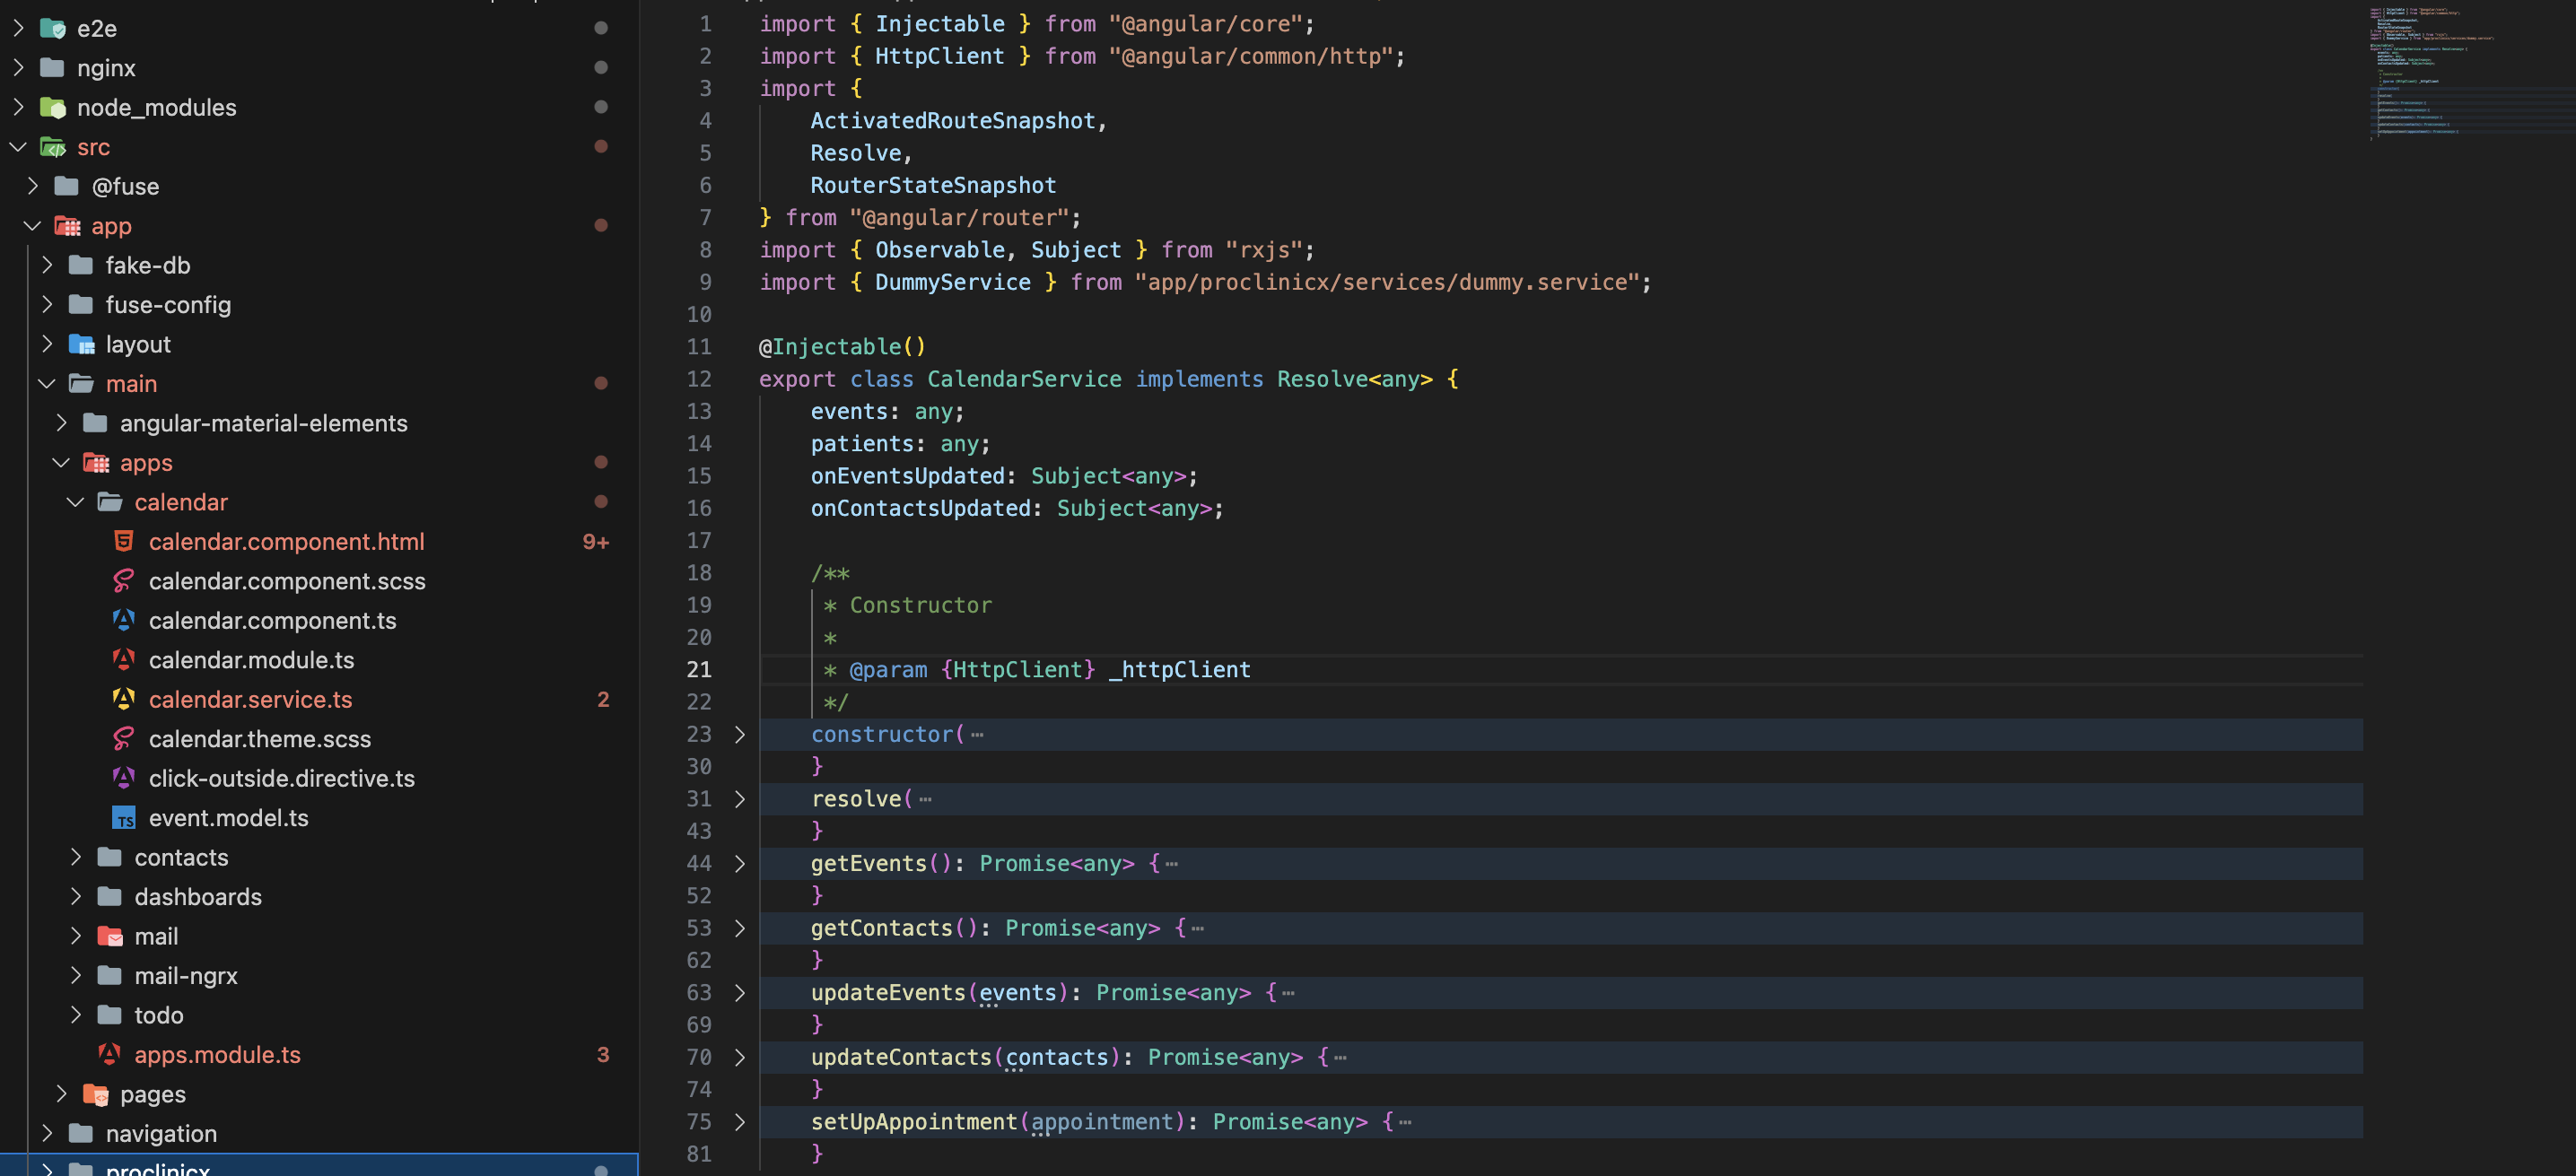 e2e
nginx
node_modules
src
@fuse
app
fake-db
fuse-config
layout
main
angular-material-elements
apps
calendar
calendar.component.html 9+
calendar.component.scss
calendar.component.ts
calendar.module.ts
calendar.service.ts 2
calendar.theme.scss
click-outside.directive.ts
event.model.ts
contacts
dashboards
mail
mail-ngrx
todo
apps.module.ts 3
pages
navigation
proclinicx
1 import { Injectable } from "@angular/core";
2 import { HttpClient } from "@angular/common/http";
3 import {
4 ActivatedRouteSnapshot,
5 Resolve,
6 RouterStateSnapshot
7 } from "@angular/router";
8 import { Observable, Subject } from "rxjs";
9 import { DummyService } from "app/proclinicx/services/dummy.service";
10
11 @Injectable()
12 export class CalendarService implements Resolve<any> {
13 events: any;
14 patients: any;
15 onEventsUpdated: Subject<any>;
16 onContactsUpdated: Subject<any>;
17
18 /**
19 * Constructor
20 *
21 * @param {HttpClient} _httpClient
22 */
23 constructor( ⋯
30 }
31 resolve( ⋯
43 }
44 getEvents(): Promise<any> { ⋯
52 }
53 getContacts(): Promise<any> { ⋯
62 }
63 updateEvents(events): Promise<any> { ⋯
69 }
70 updateContacts(contacts): Promise<any> { ⋯
74 }
75 setUpAppointment(appointment): Promise<any> { ⋯
81 }